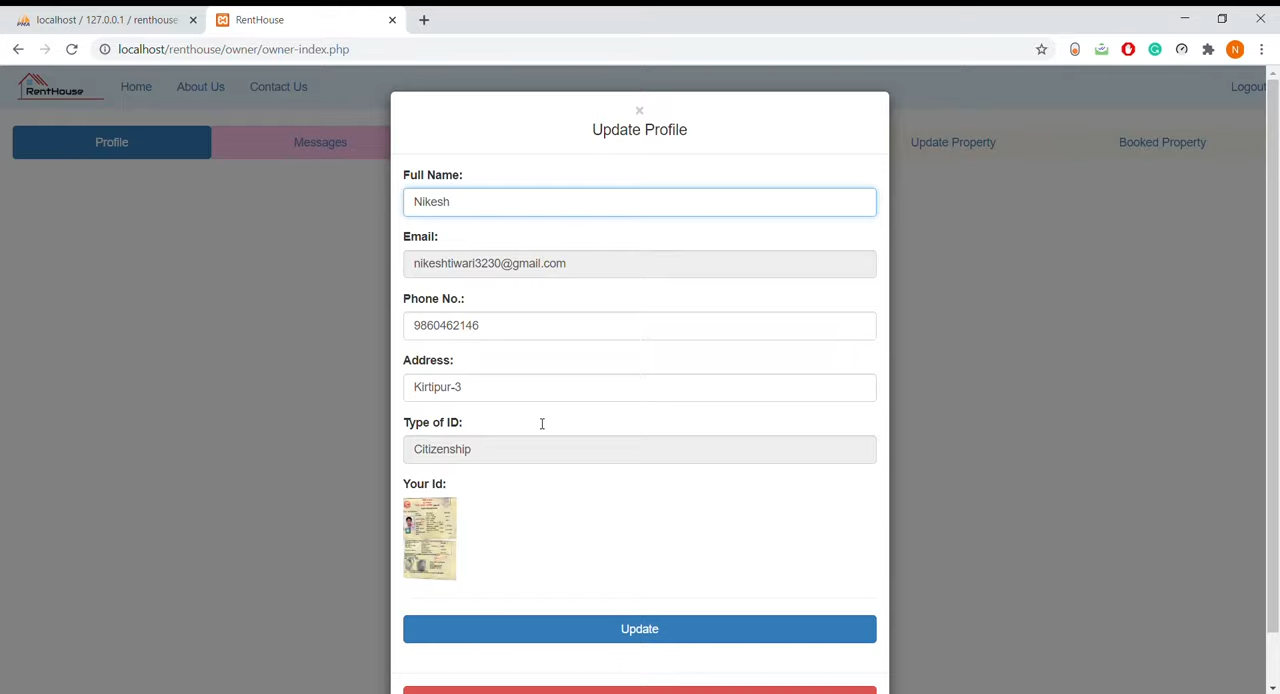 localhost / 127.0.0.1 / renthouse
RentHouse
localhost/renthouse/owner/owner-index.php
N
RentHouse
Home
About Us
Contact Us
Logout
Profile
Messages
Update Property
Booked Property
×
Update Profile
Full Name:
Nikesh
Email:
nikeshtiwari3230@gmail.com
Phone No.:
9860462146
Address:
Kirtipur-3
Type of ID:
Citizenship
Your Id:
Update